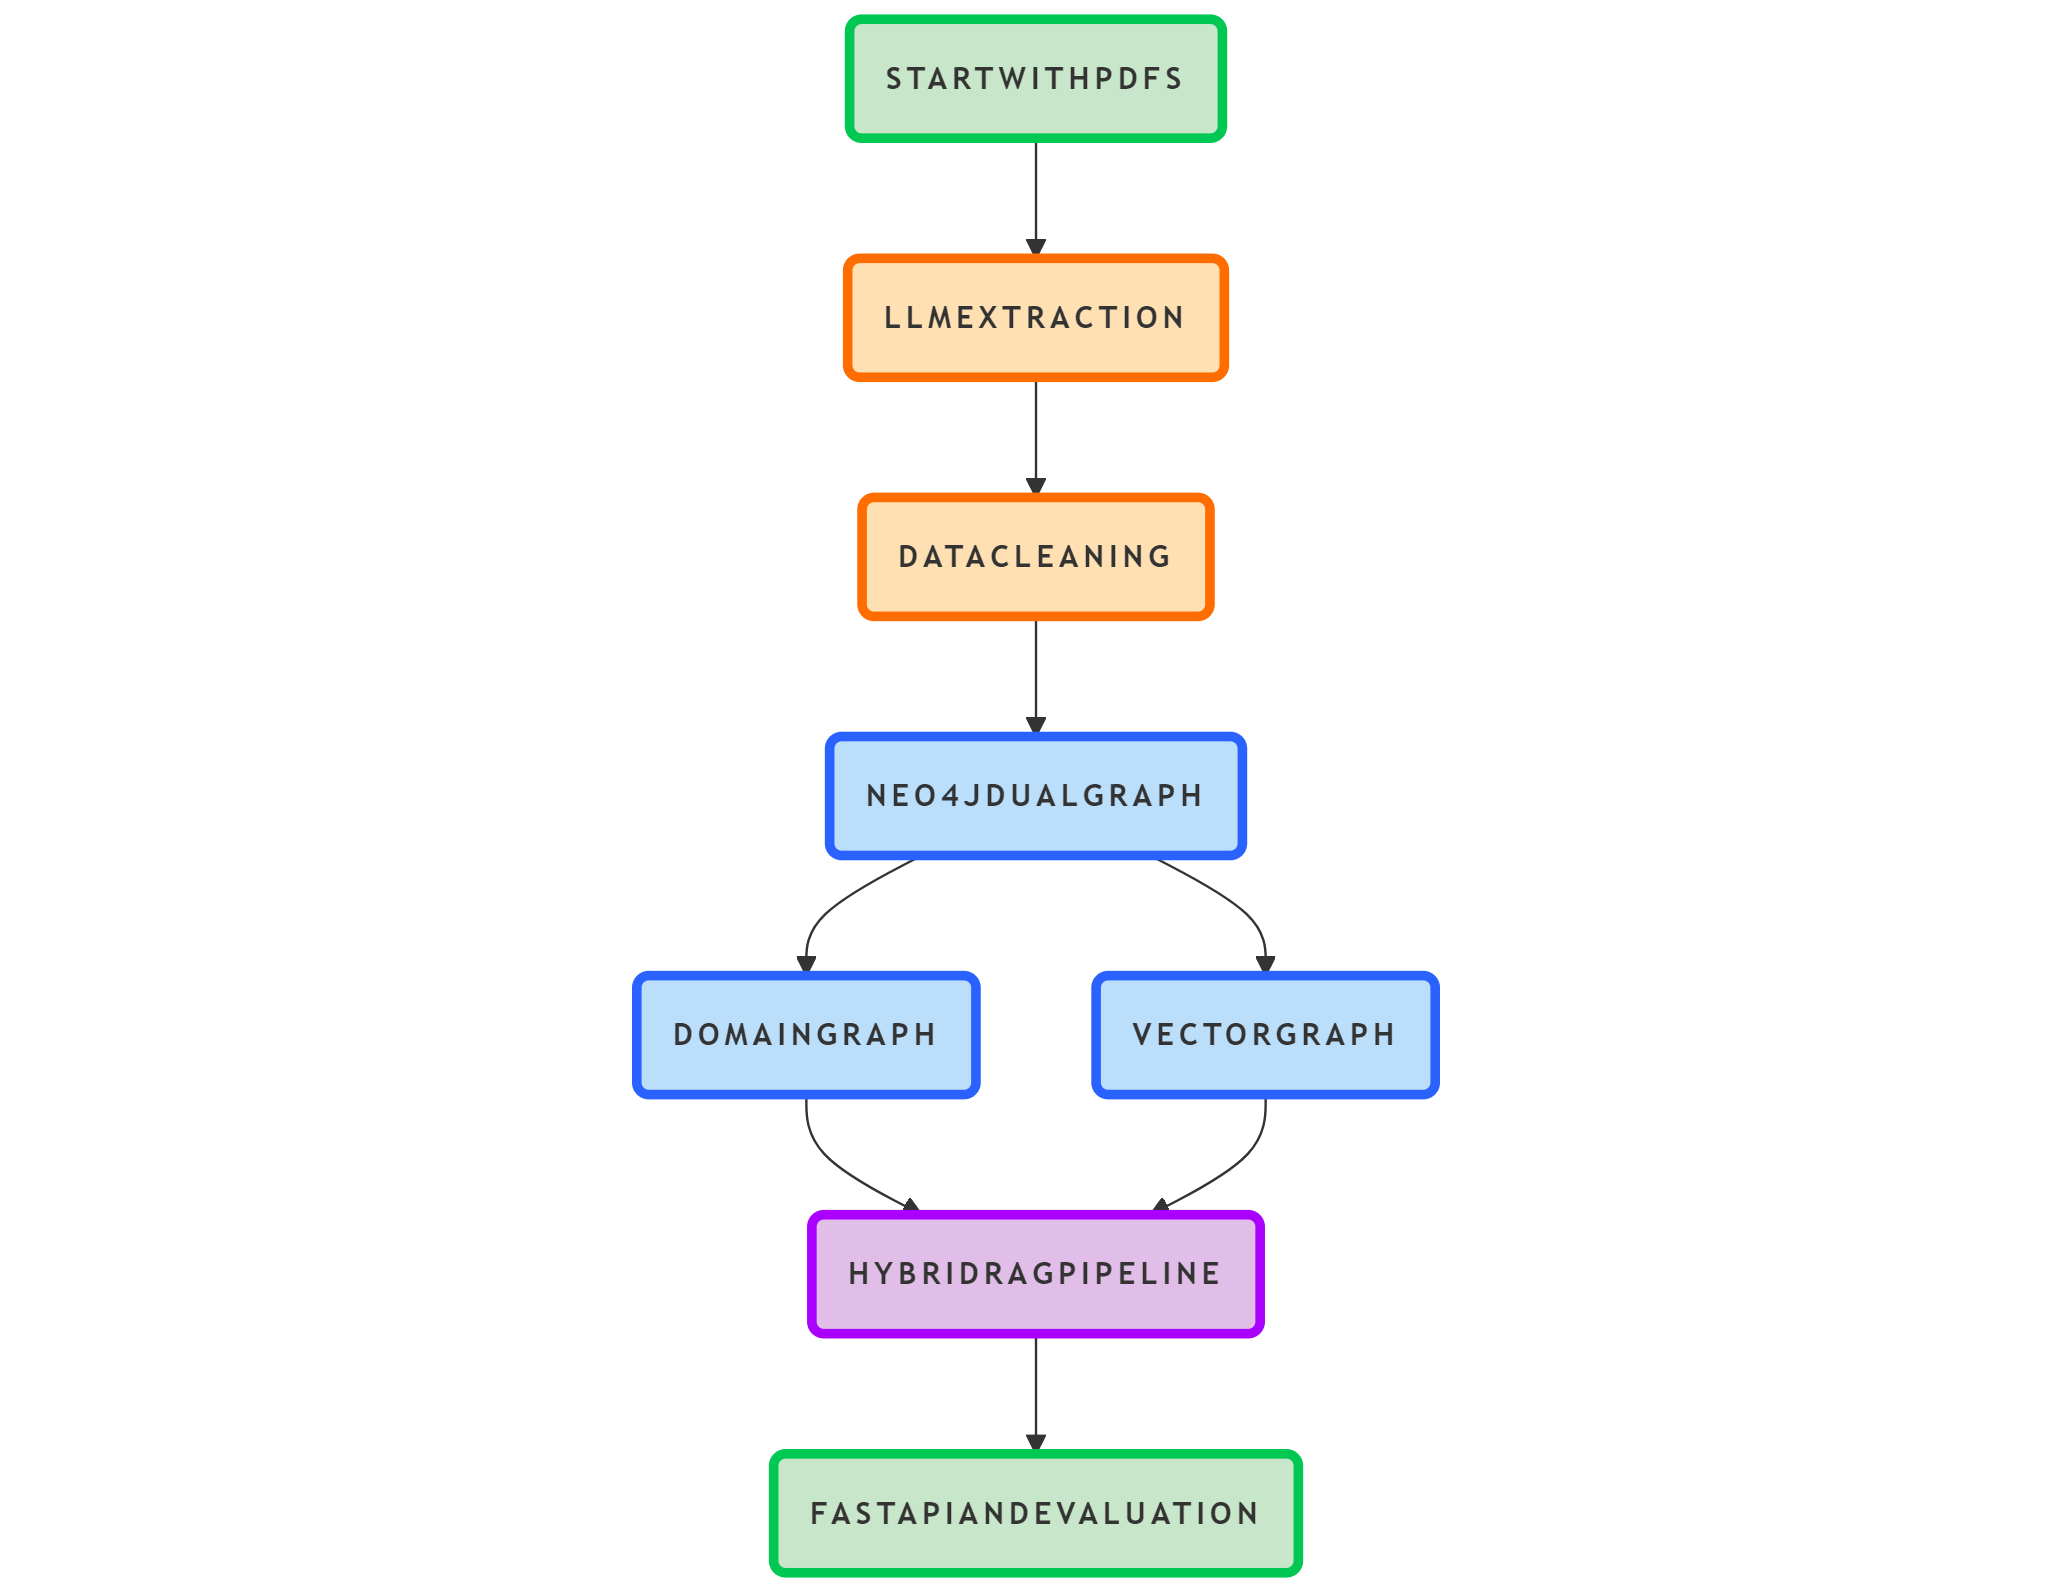 STARTWITHPDFS
LLMEXTRACTION
DATACLEANING
NEO4JDUALGRAPH
DOMAINGRAPH
VECTORGRAPH
HYBRIDRAGPIPELINE
FASTAPIANDEVALUATION